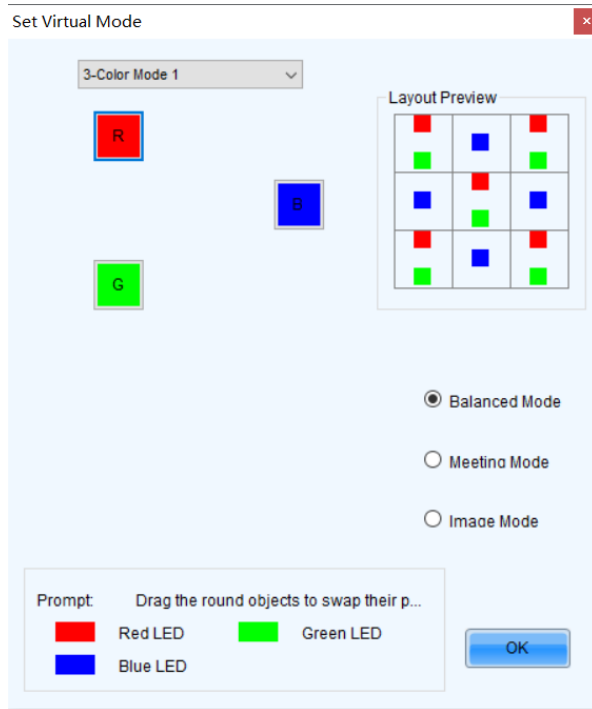 Set Virtual Mode
3-Color Mode 1
Layout Preview
R
B
G
Balanced Mode
Meeting Mode
Image Mode
Prompt: Drag the round objects to swap their p...
Red LED Green LED
Blue LED
OK